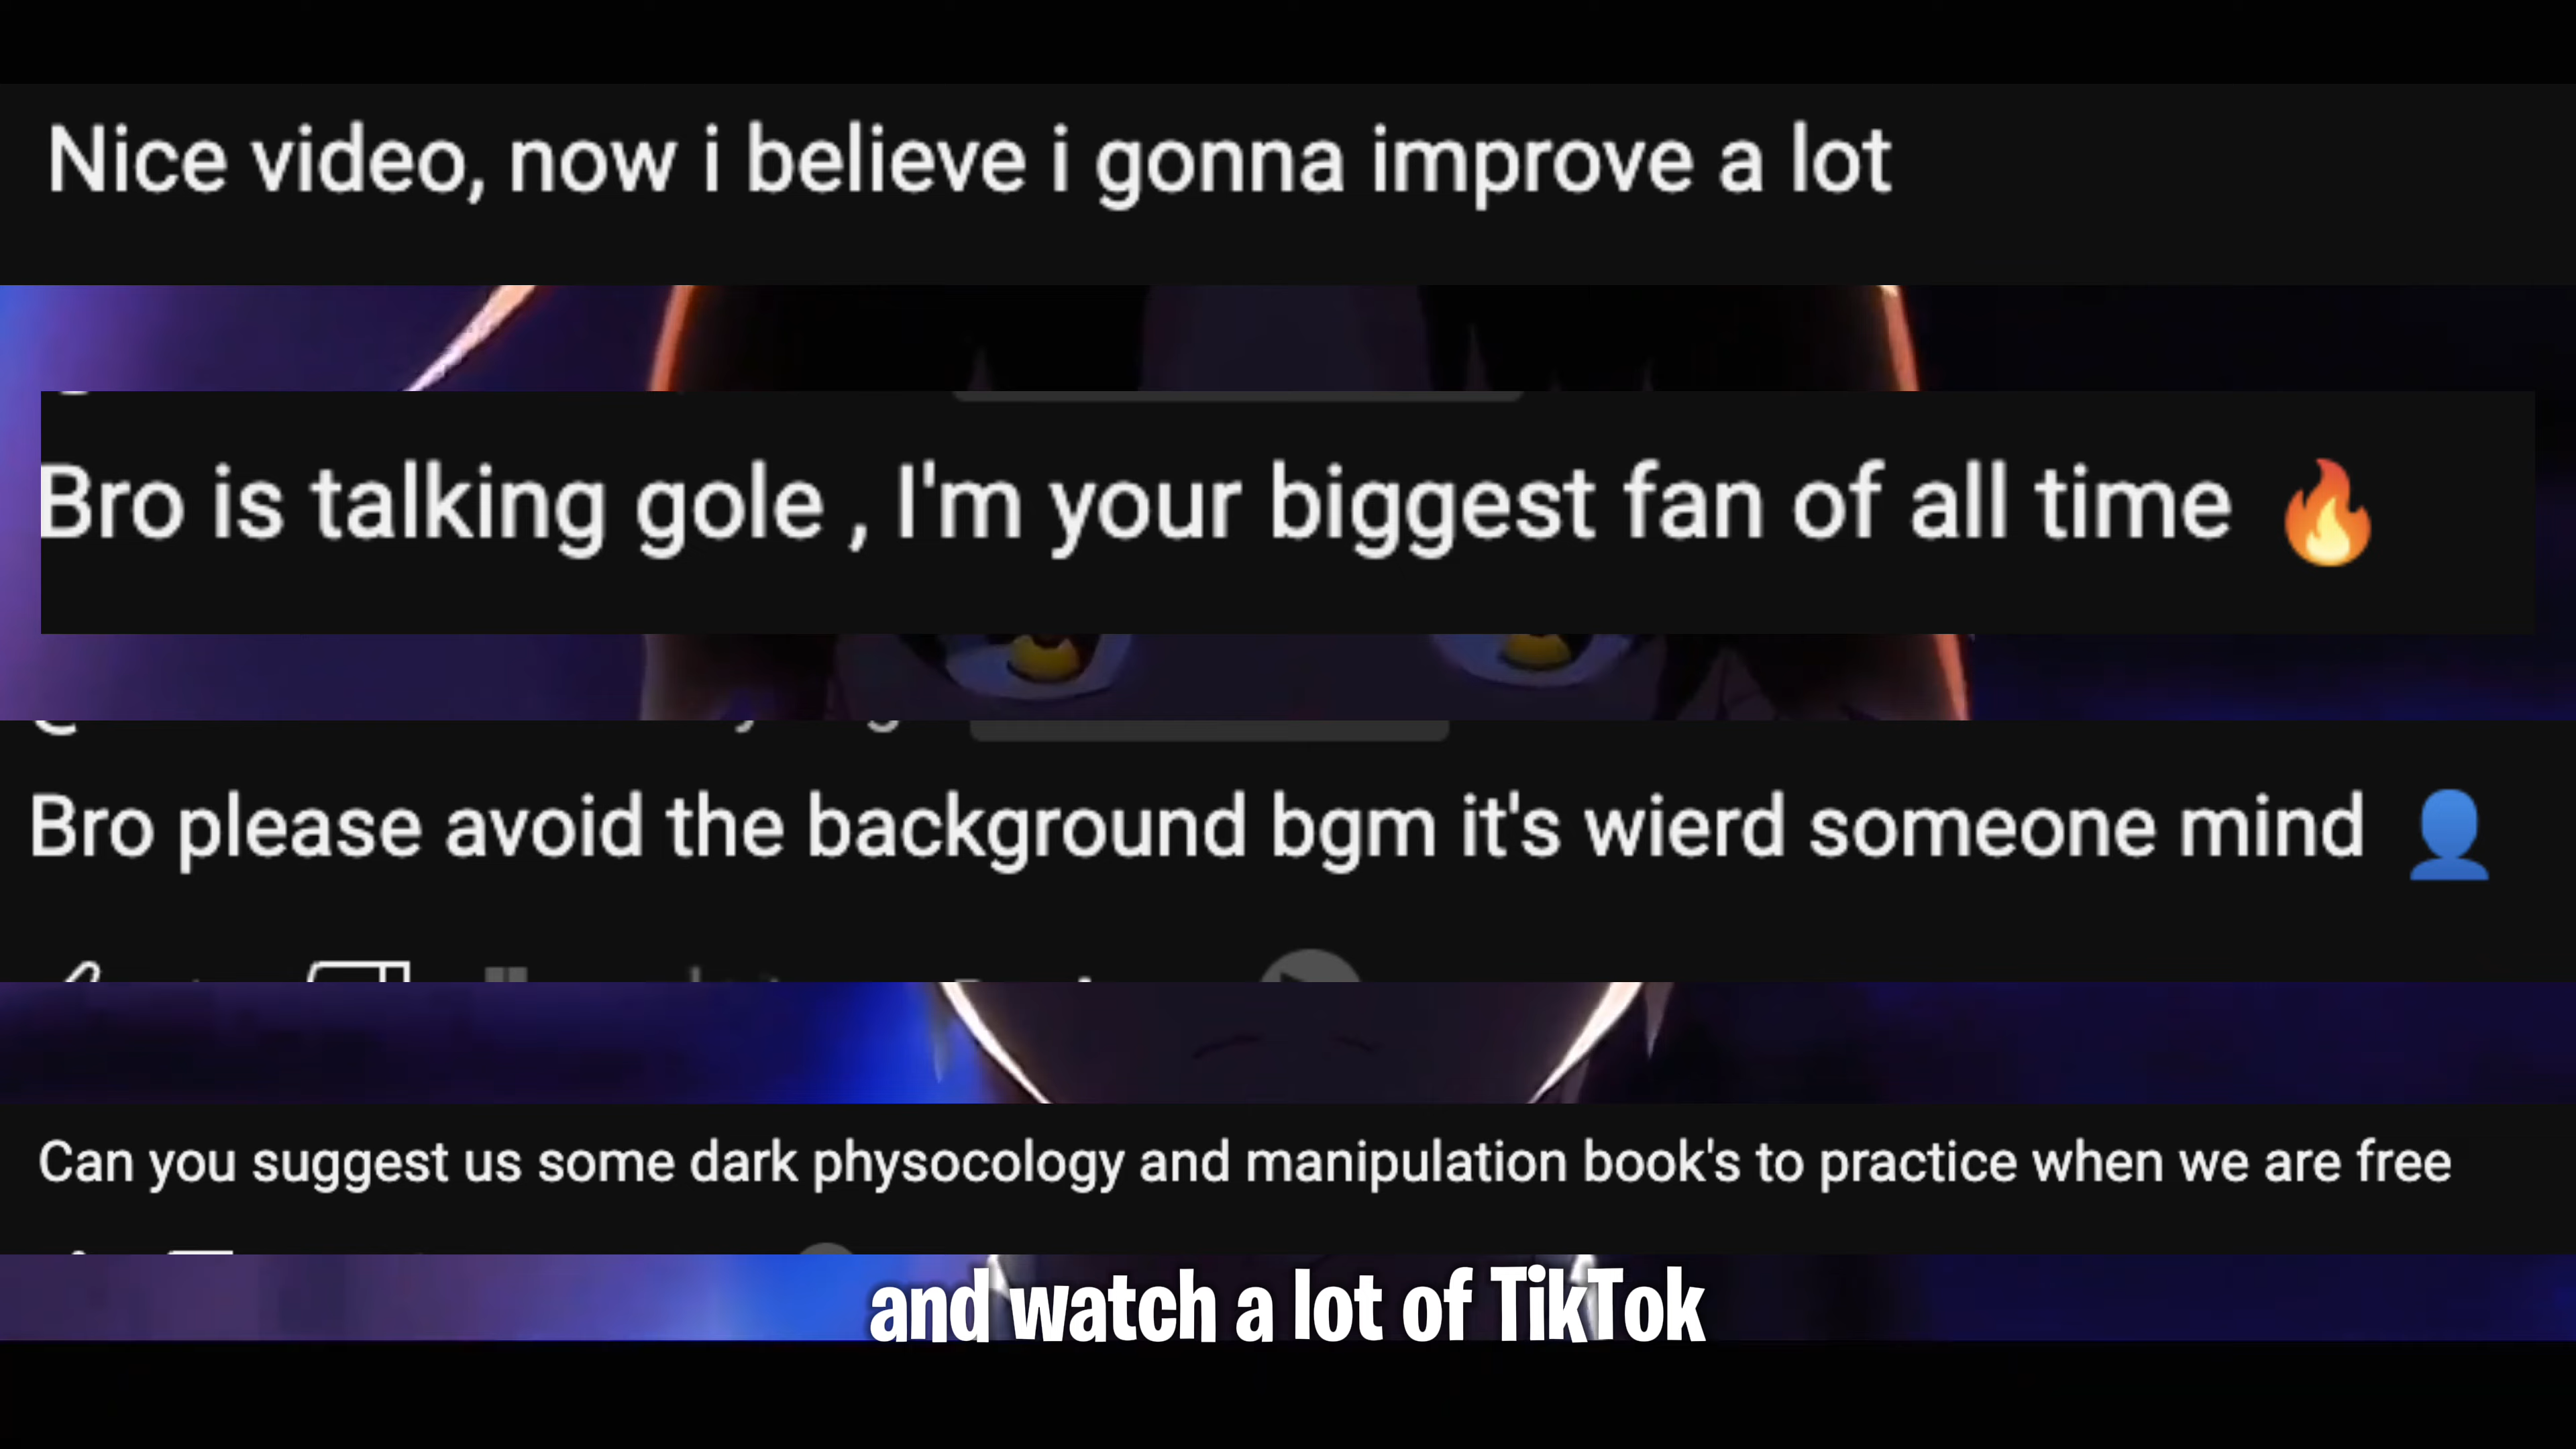 Nice video, now i believe i gonna improve a lot
Bro is talking gole , I'm your biggest fan of all time 🔥
Bro please avoid the background bgm it's wierd someone mind 👤
Can you suggest us some dark physocology and manipulation book's to practice when we are free
and watch a lot of TikTok